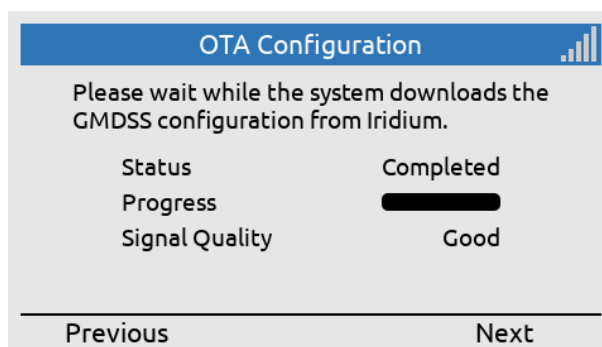 OTA Configuration
Please wait while the system downloads the
GMDSS configuration from Iridium.
Status Completed
Progress
Signal Quality Good
Previous Next